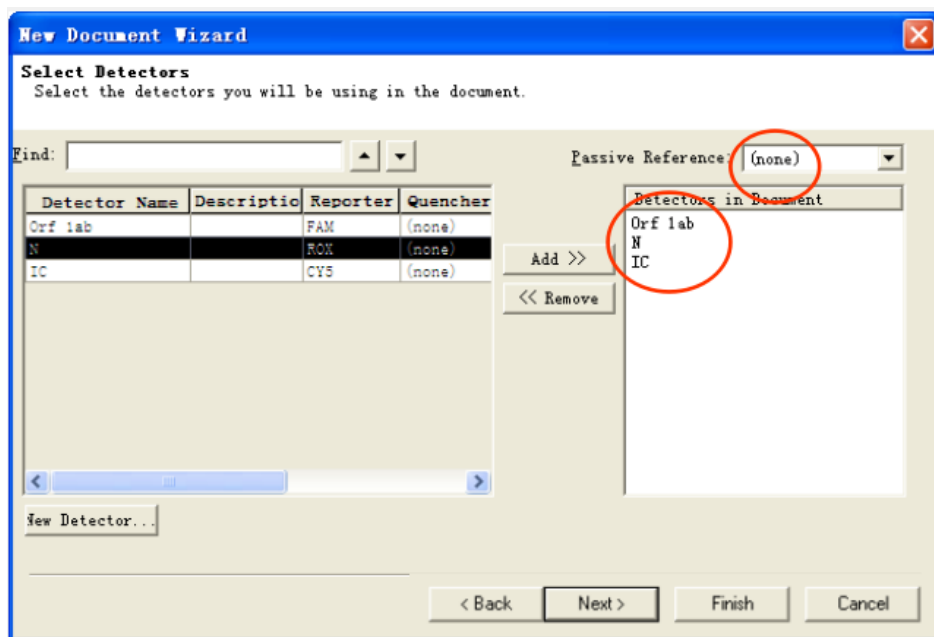 New Document Wizard
Select Detectors
Select the detectors you will be using in the document.
Find:
Passive Reference: (none)
Detector Name Descriptio Reporter Quencher
Orf 1ab FAM (none)
N ROX (none)
IC CY5 (none)
Add >>
<< Remove
Detectors in Document
Orf 1ab
N
IC
New Detector...
< Back Next > Finish Cancel